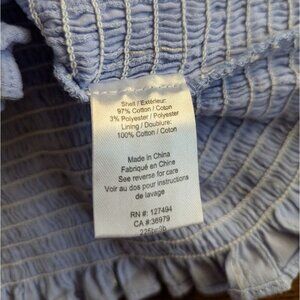 Shell / Extérieur:
97% Cotton / Coton
3% Polyester / Polyester
Lining / Doublure:
100% Cotton / Coton
Made in China
Fabriqué en Chine
See reverse for care
Voir au dos pour instructions
de lavage
RN #: 127494
CA #:36979